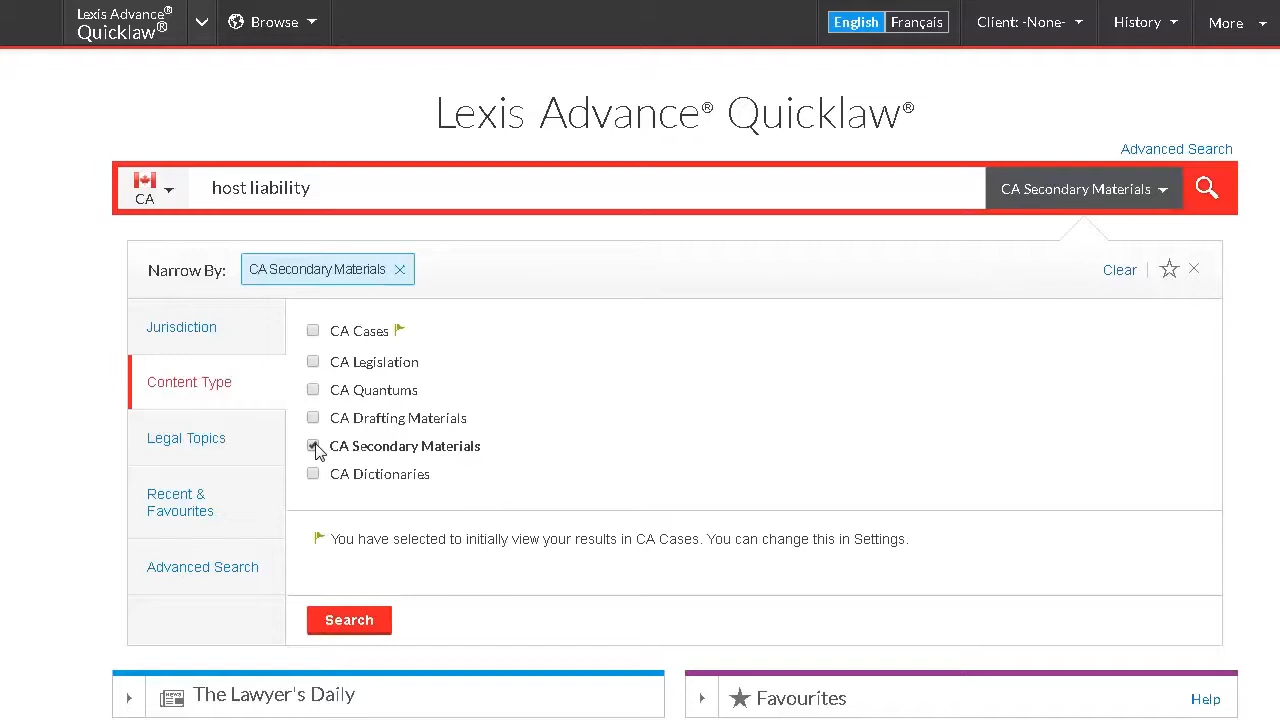 Lexis Advance®
Quicklaw®
Browse
English Français
Client: -None-
History
More
Lexis Advance® Quicklaw®
Advanced Search
CA
host liability
CA Secondary Materials
Narrow By: CA Secondary Materials
Clear
Jurisdiction
Content Type
Legal Topics
Recent &
Favourites
Advanced Search
CA Cases
CA Legislation
CA Quantums
CA Drafting Materials
CA Secondary Materials
CA Dictionaries
You have selected to initially view your results in CA Cases. You can change this in Settings.
Search
NEWS
The Lawyer's Daily
Favourites
Help